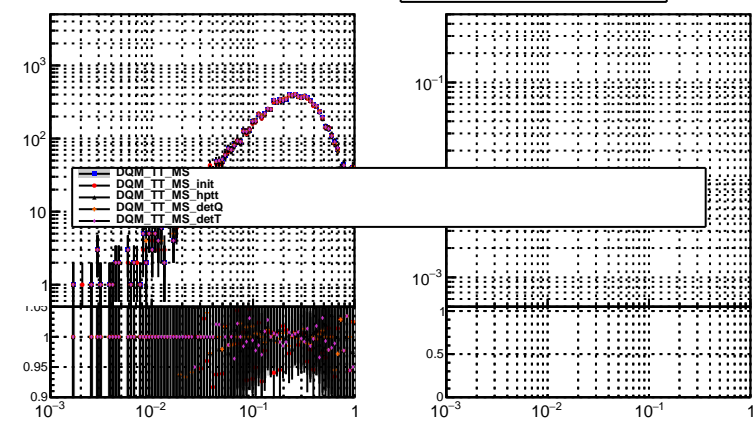 10³
10²
10
1
DQM_TT_MS
DQM_TT_MS_init
DQM_TT_MS_hptt
DQM_TT_MS_detQ
DQM_TT_MS_detT
1.05
1
0.95
0.9
10⁻³ 10⁻² 10⁻¹ 1
10⁻¹
10⁻³
1
0.5
0
10⁻³ 10⁻² 10⁻¹ 1